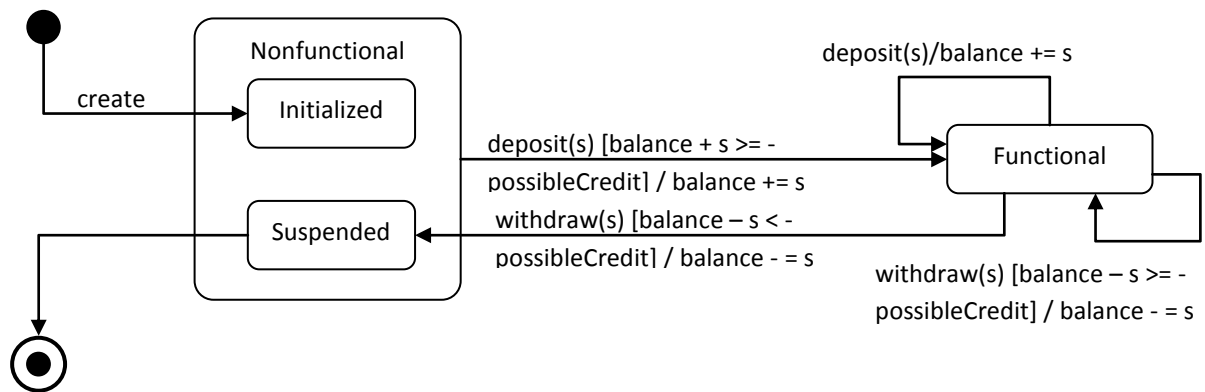 Nonfunctional
deposit(s)/balance += s
create
Initialized
deposit(s) [balance + s >= -
possibleCredit] / balance += s
Functional
Suspended
withdraw(s) [balance – s < -
possibleCredit] / balance - = s
withdraw(s) [balance – s >= -
possibleCredit] / balance - = s